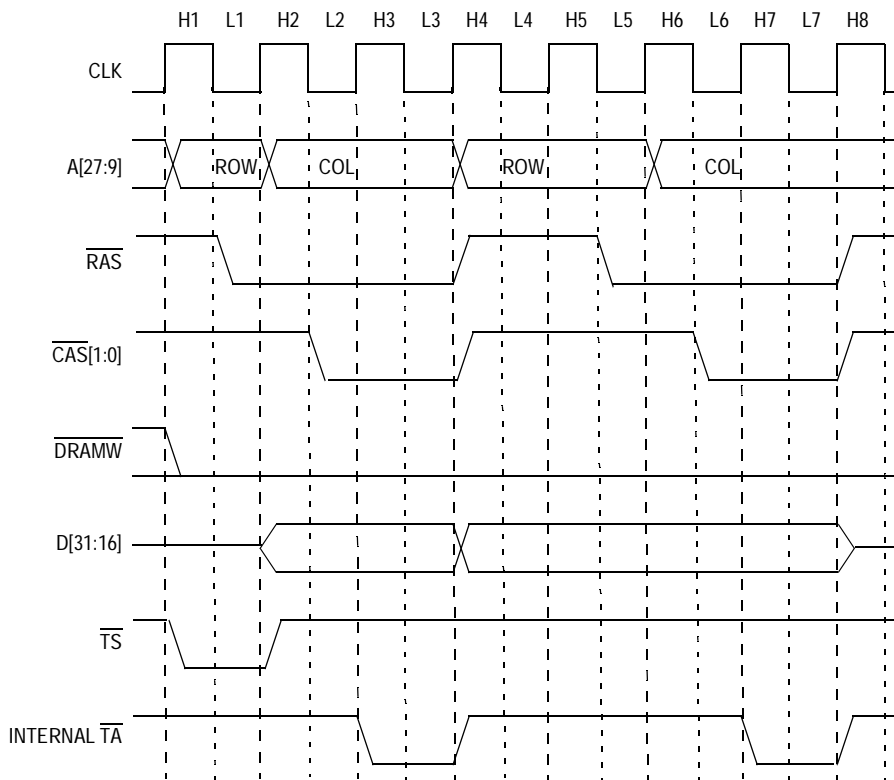 H1 L1 H2 L2 H3 L3 H4 L4 H5 L5 H6 L6 H7 L7 H8
CLK
A[27:9] ROW COL ROW COL
RAS
CAS[1:0]
DRAMW
D[31:16]
TS
INTERNAL TA